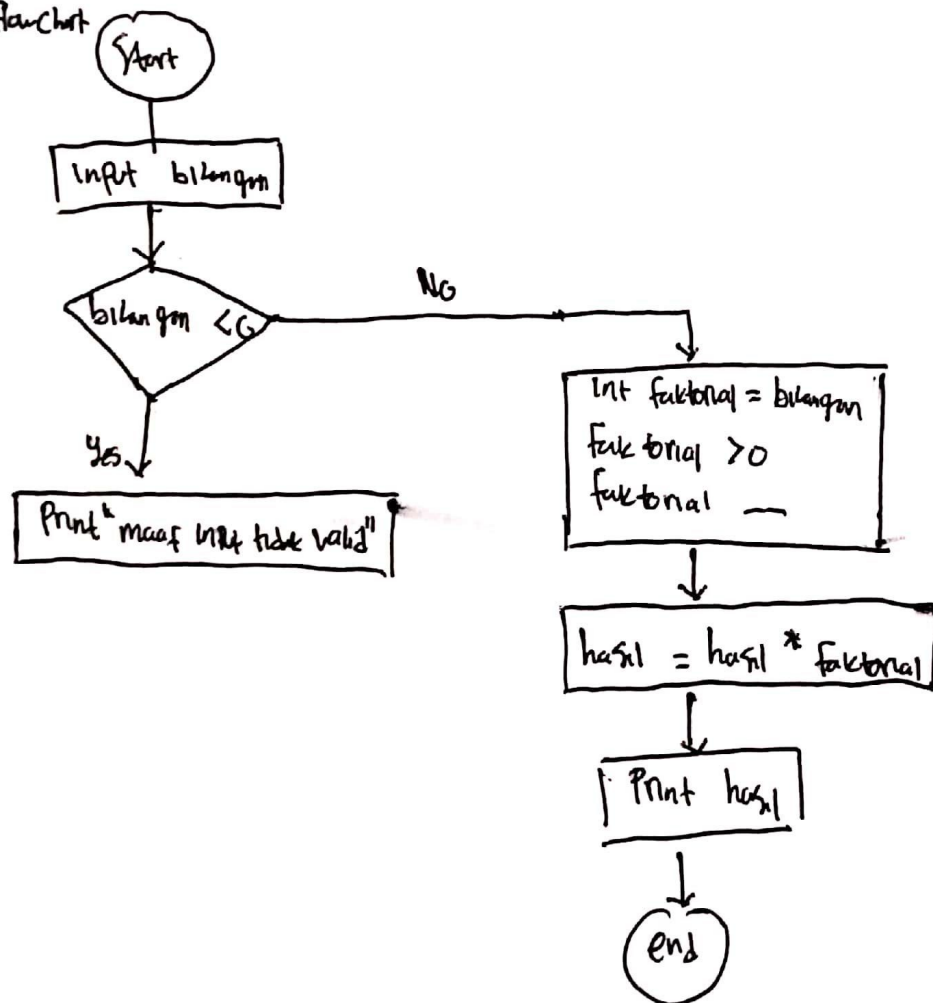 Flowchart
Start
Input bilangan
bilangan <0
No
Yes
Print "maaf input tidak valid"
Int faktorial = bilangan
faktorial >0
faktorial __
hasil = hasil * faktorial
Print hasil
end